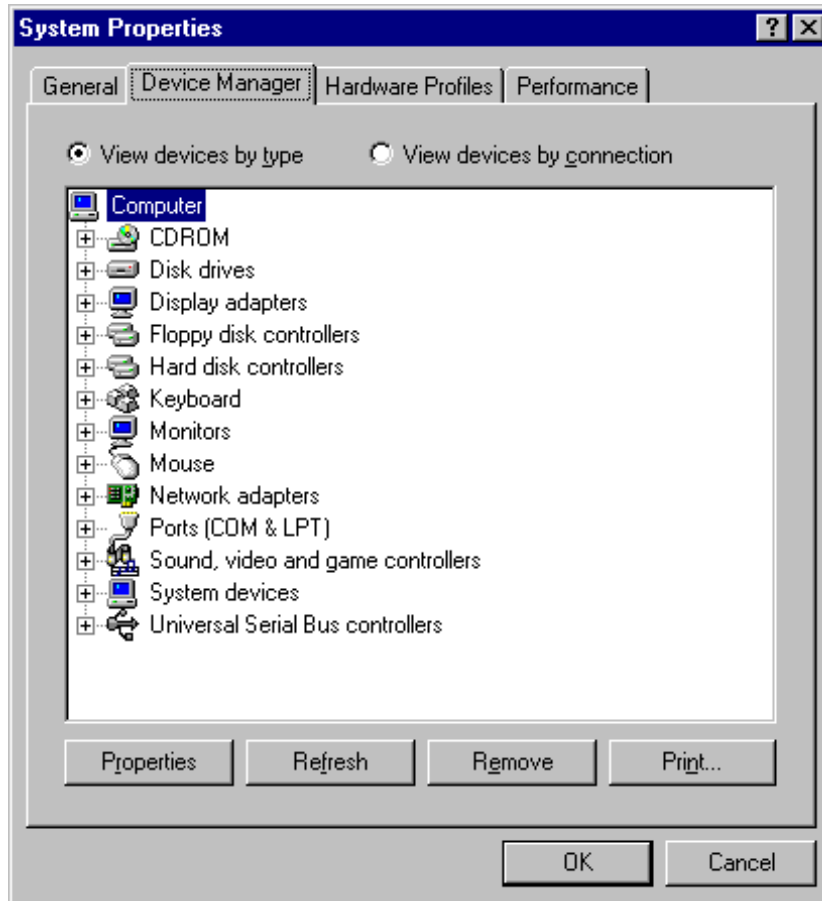 System Properties
General Device Manager Hardware Profiles Performance
View devices by type View devices by connection
Computer
CDROM
Disk drives
Display adapters
Floppy disk controllers
Hard disk controllers
Keyboard
Monitors
Mouse
Network adapters
Ports (COM & LPT)
Sound, video and game controllers
System devices
Universal Serial Bus controllers
Properties Refresh Remove Print...
OK Cancel